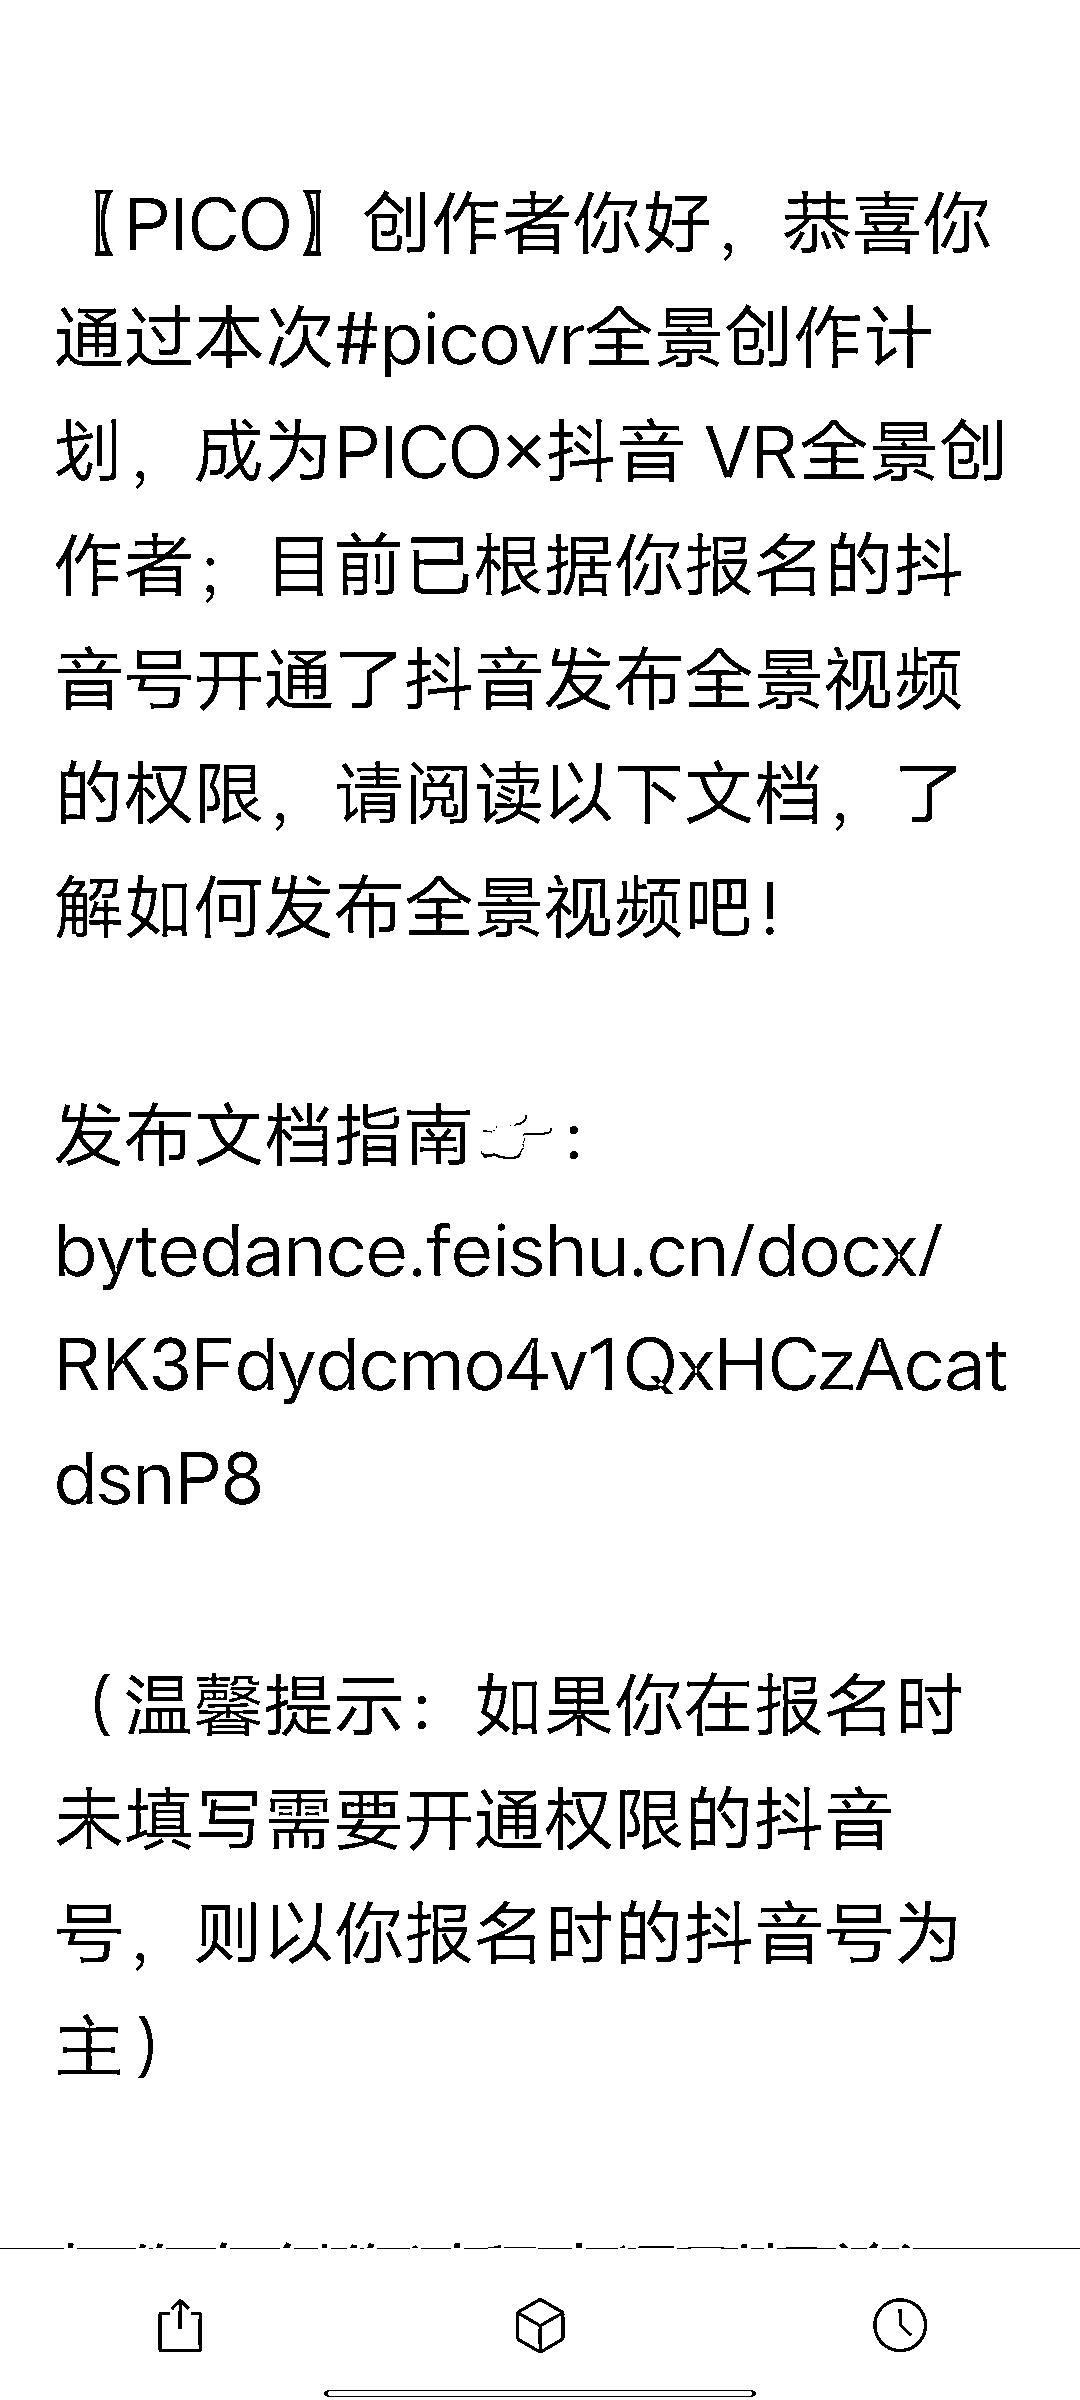 【PICO】创作者你好，恭喜你
通过本次#picovr全景创作计
划，成为PICO×抖音 VR全景创
作者；目前已根据你报名的抖
音号开通了抖音发布全景视频
的权限，请阅读以下文档，了
解如何发布全景视频吧！
发布文档指南👉：
bytedance.feishu.cn/docx/
RK3Fdydcmo4v1QxHCzAcat
dsnP8
（温馨提示：如果你在报名时
未填写需要开通权限的抖音
号，则以你报名时的抖音号为
主）